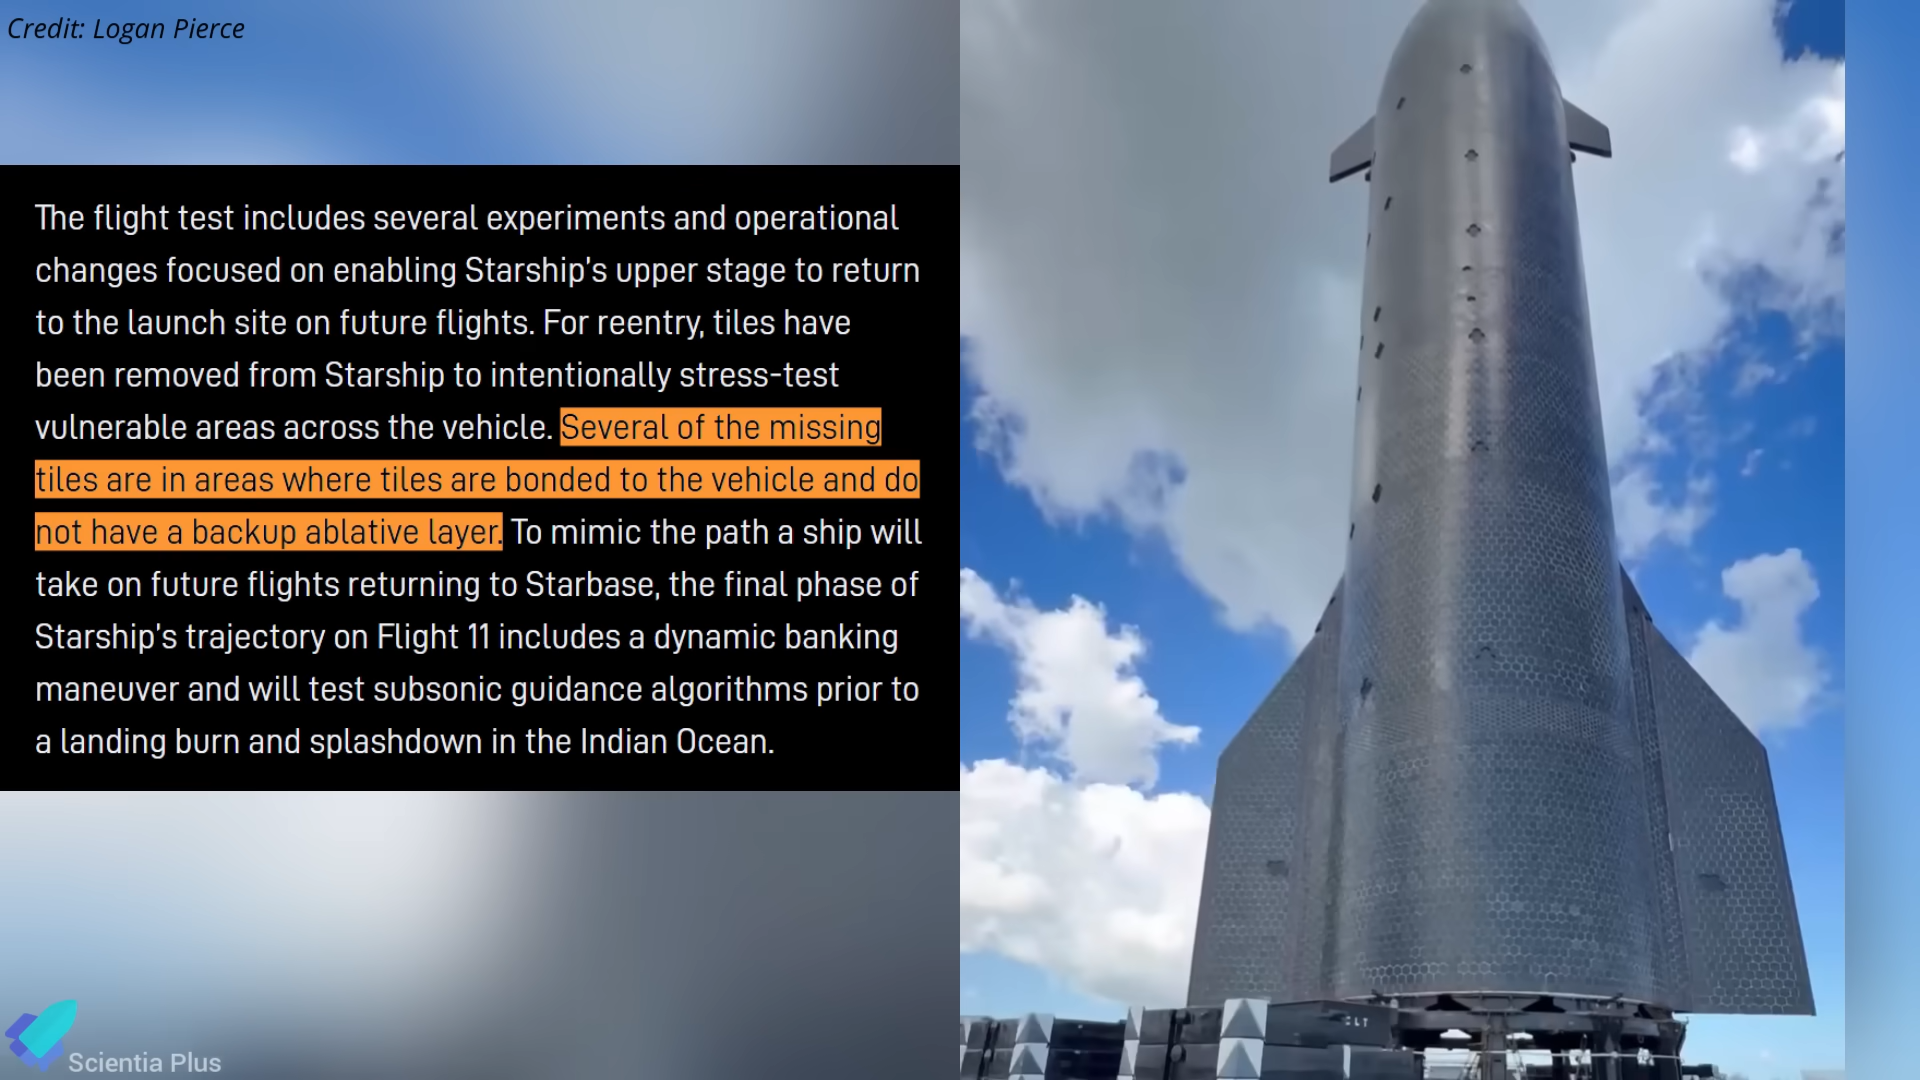 Credit: Logan Pierce
The flight test includes several experiments and operational
changes focused on enabling Starship's upper stage to return
to the launch site on future flights. For reentry, tiles have
been removed from Starship to intentionally stress-test
vulnerable areas across the vehicle. Several of the missing
tiles are in areas where tiles are bonded to the vehicle and do
not have a backup ablative layer. To mimic the path a ship will
take on future flights returning to Starbase, the final phase of
Starship's trajectory on Flight 11 includes a dynamic banking
maneuver and will test subsonic guidance algorithms prior to
a landing burn and splashdown in the Indian Ocean.
Scientia Plus